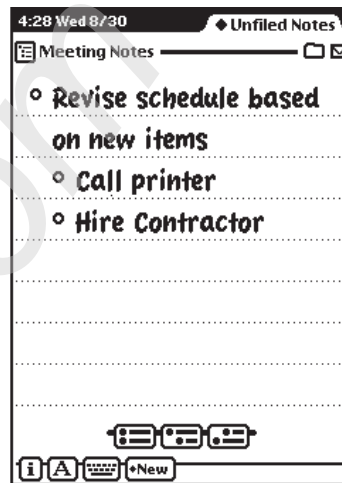 4:28 Wed 8/30
◆ Unfiled Notes
Meeting Notes
○ Revise schedule based
on new items
○ Call printer
○ Hire Contractor
i A •New
om